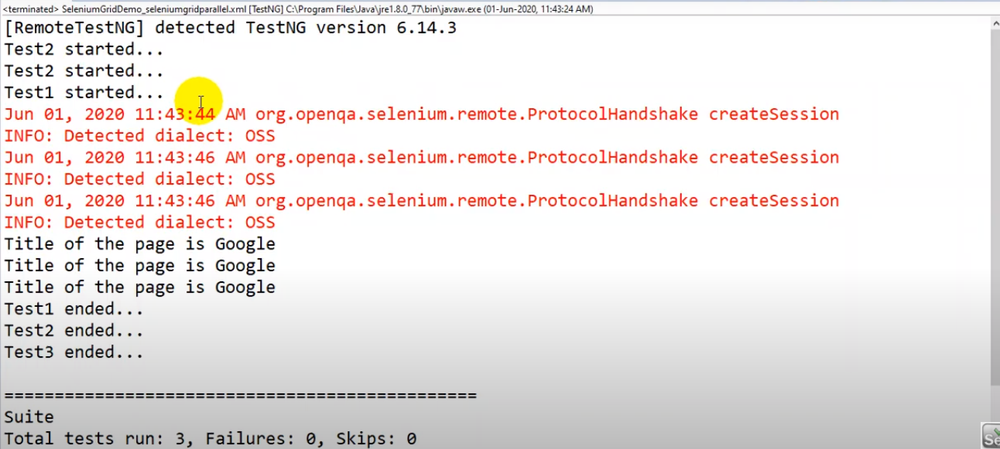 <terminated> SeleniumGridDemo_seleniumgridparallel.xml [TestNG] C:\Program Files\Java\jre1.8.0_77\bin\javaw.exe (01-Jun-2020, 11:43:24 AM)
[RemoteTestNG] detected TestNG version 6.14.3
Test2 started...
Test2 started...
Test1 started...
Jun 01, 2020 11:43:44 AM org.openqa.selenium.remote.ProtocolHandshake createSession
INFO: Detected dialect: OSS
Jun 01, 2020 11:43:46 AM org.openqa.selenium.remote.ProtocolHandshake createSession
INFO: Detected dialect: OSS
Jun 01, 2020 11:43:46 AM org.openqa.selenium.remote.ProtocolHandshake createSession
INFO: Detected dialect: OSS
Title of the page is Google
Title of the page is Google
Title of the page is Google
Test1 ended...
Test2 ended...
Test3 ended...
===============================================
Suite
Total tests run: 3, Failures: 0, Skips: 0
Se